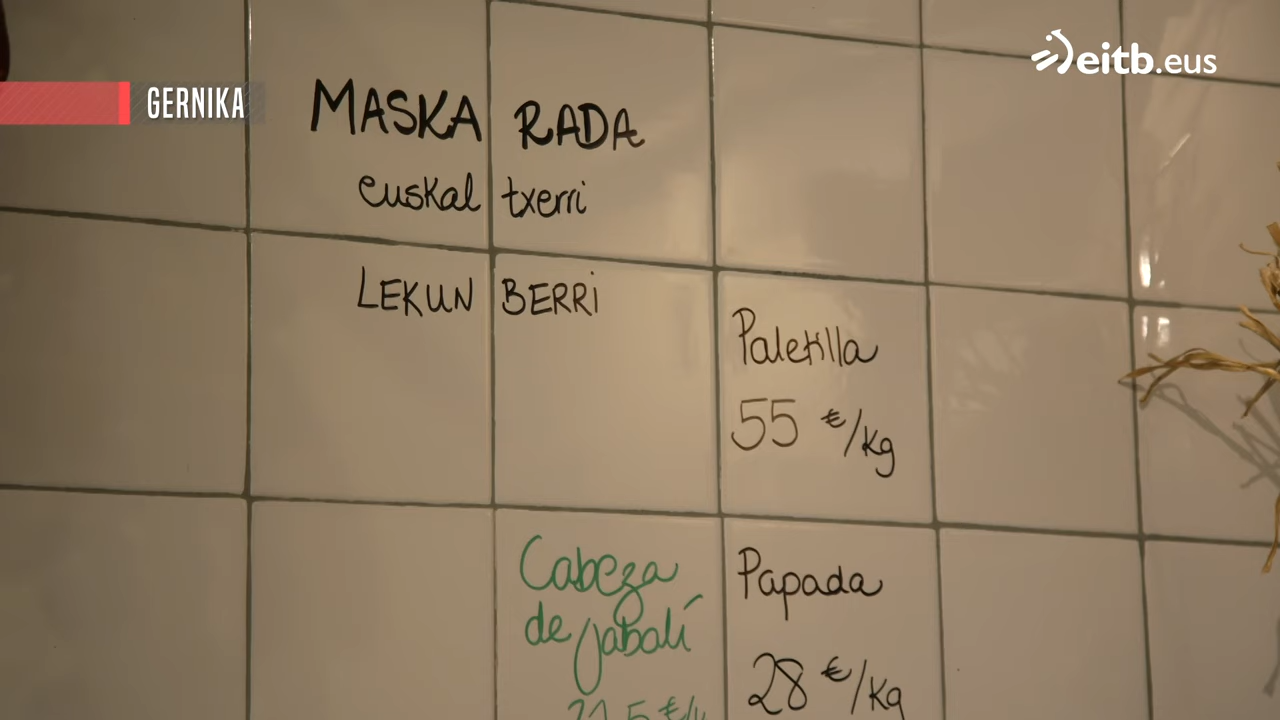 eitb.eus
GERNIKA
MASKA RADA
euskal txerri
LEKUN BERRI
Paletilla
55 €/kg
Cabeza
de jabalí
Papada
28 €/kg